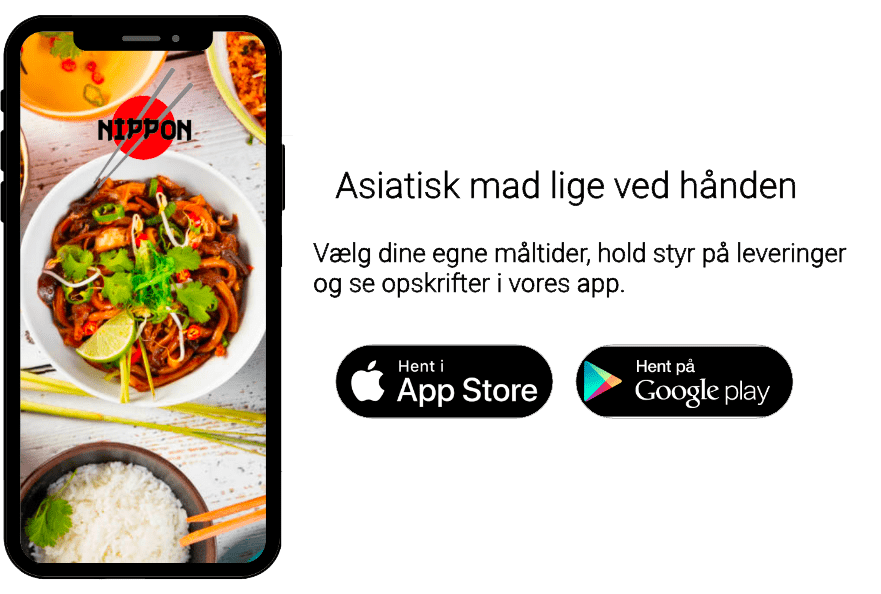 NIPPON
Asiatisk mad lige ved hånden
Vælg dine egne måltider, hold styr på leveringer
og se opskrifter i vores app.
Hent i
App Store
Hent på
Google play